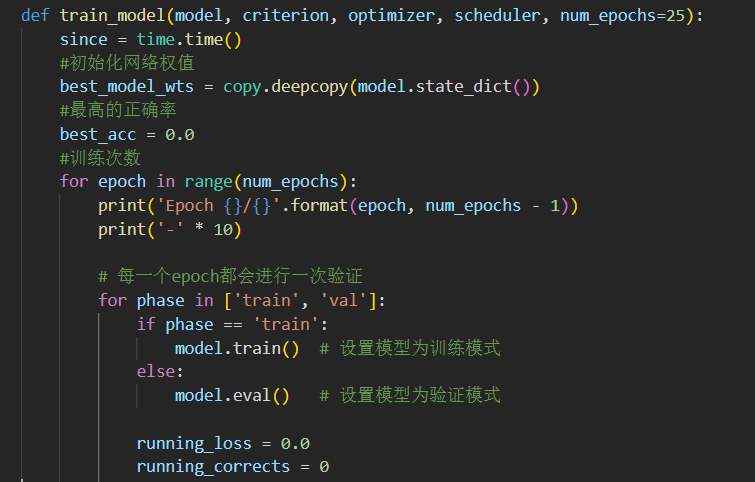 def train_model(model, criterion, optimizer, scheduler, num_epochs=25):
    since = time.time()
    #初始化网络权值
    best_model_wts = copy.deepcopy(model.state_dict())
    #最高的正确率
    best_acc = 0.0
    #训练次数
    for epoch in range(num_epochs):
        print('Epoch {}/{}'.format(epoch, num_epochs - 1))
        print('-' * 10)
        # 每一个epoch都会进行一次验证
        for phase in ['train', 'val']:
            if phase == 'train':
                model.train()  # 设置模型为训练模式
            else:
                model.eval()   # 设置模型为验证模式
            running_loss = 0.0
            running_corrects = 0